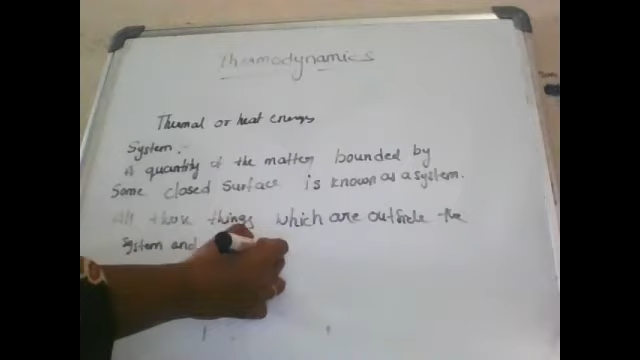 Thermodynamics
Thermal or heat energy
System:-
A quantity of the matter bounded by
Some closed surface is known as a system.
All those things which are outside the
System and